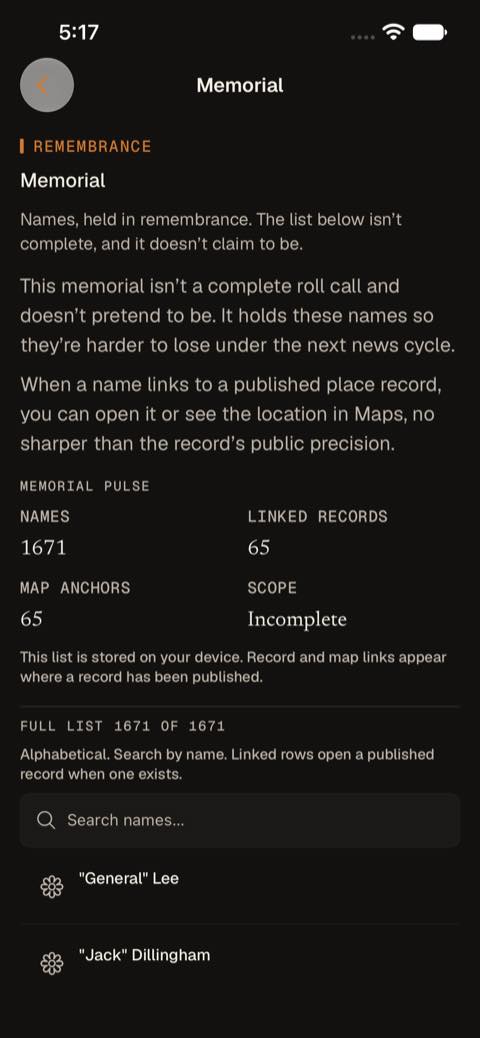 5:17
Memorial
REMEMBRANCE
Memorial
Names, held in remembrance. The list below isn’t
complete, and it doesn’t claim to be.
This memorial isn’t a complete roll call and
doesn’t pretend to be. It holds these names so
they’re harder to lose under the next news cycle.
When a name links to a published place record,
you can open it or see the location in Maps, no
sharper than the record’s public precision.
MEMORIAL PULSE
NAMES
1671
LINKED RECORDS
65
MAP ANCHORS
65
SCOPE
Incomplete
This list is stored on your device. Record and map links appear
where a record has been published.
FULL LIST 1671 OF 1671
Alphabetical. Search by name. Linked rows open a published
record when one exists.
Search names...
"General" Lee
"Jack" Dillingham